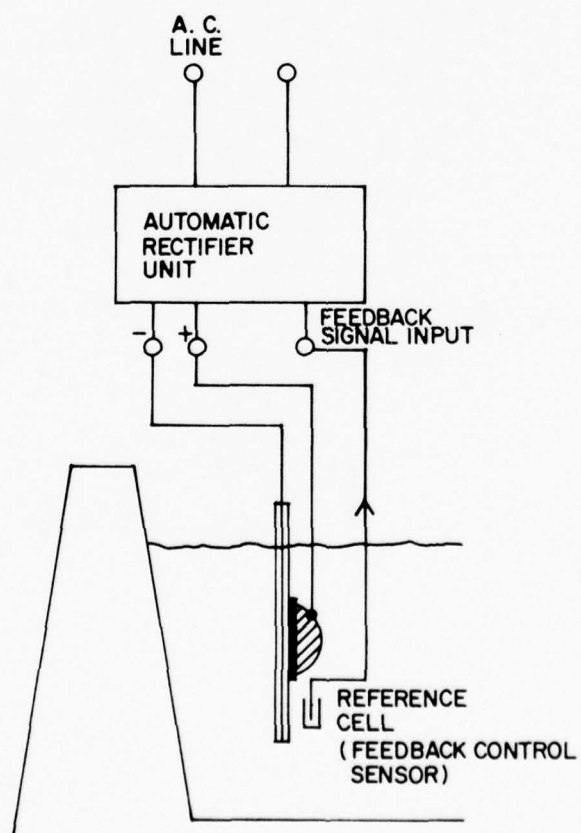 A. C.
LINE
AUTOMATIC
RECTIFIER
UNIT
- +
FEEDBACK
SIGNAL INPUT
REFERENCE
CELL
( FEEDBACK CONTROL
SENSOR)